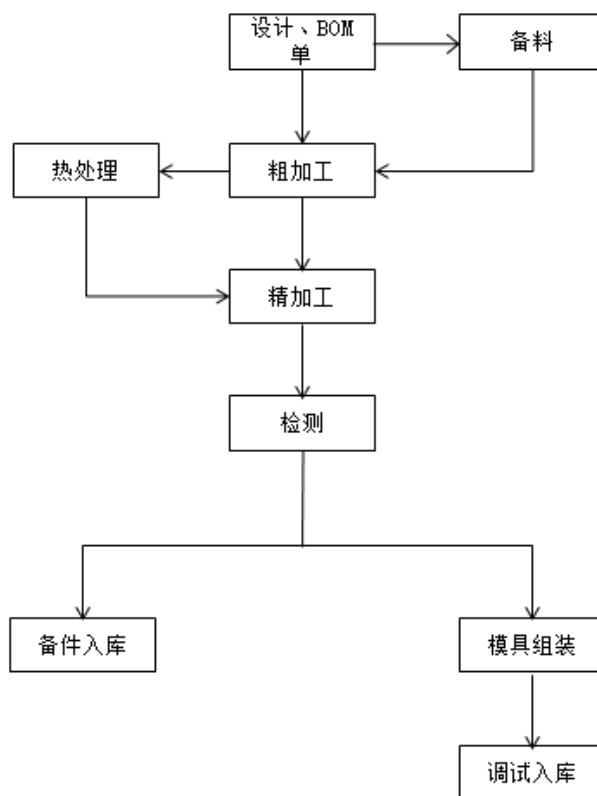 设计、BOM
单
备料
热处理
粗加工
精加工
检测
备件入库
模具组装
调试入库